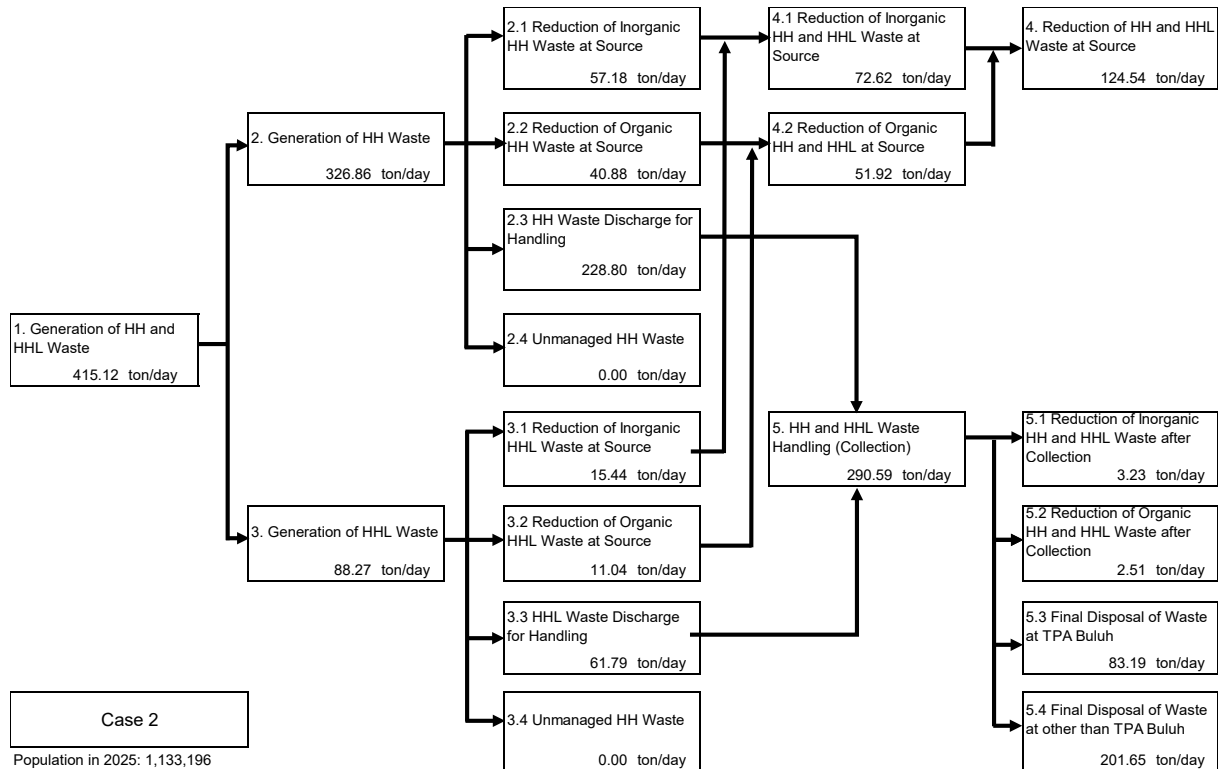 2.1 Reduction of Inorganic
HH Waste at Source
57.18 ton/day
4.1 Reduction of Inorganic
HH and HHL Waste at
Source
72.62 ton/day
4. Reduction of HH and HHL
Waste at Source
124.54 ton/day
2. Generation of HH Waste
326.86 ton/day
2.2 Reduction of Organic
HH Waste at Source
40.88 ton/day
4.2 Reduction of Organic
HH and HHL at Source
51.92 ton/day
2.3 HH Waste Discharge for
Handling
228.80 ton/day
1. Generation of HH and
HHL Waste
415.12 ton/day
2.4 Unmanaged HH Waste
0.00 ton/day
3.1 Reduction of Inorganic
HHL Waste at Source
15.44 ton/day
5. HH and HHL Waste
Handling (Collection)
290.59 ton/day
5.1 Reduction of Inorganic
HH and HHL Waste after
Collection
3.23 ton/day
3. Generation of HHL Waste
88.27 ton/day
3.2 Reduction of Organic
HHL Waste at Source
11.04 ton/day
5.2 Reduction of Organic
HH and HHL Waste after
Collection
2.51 ton/day
3.3 HHL Waste Discharge
for Handling
61.79 ton/day
5.3 Final Disposal of Waste
at TPA Buluh
83.19 ton/day
Case 2
3.4 Unmanaged HH Waste
0.00 ton/day
5.4 Final Disposal of Waste
at other than TPA Buluh
201.65 ton/day
Population in 2025: 1,133,196